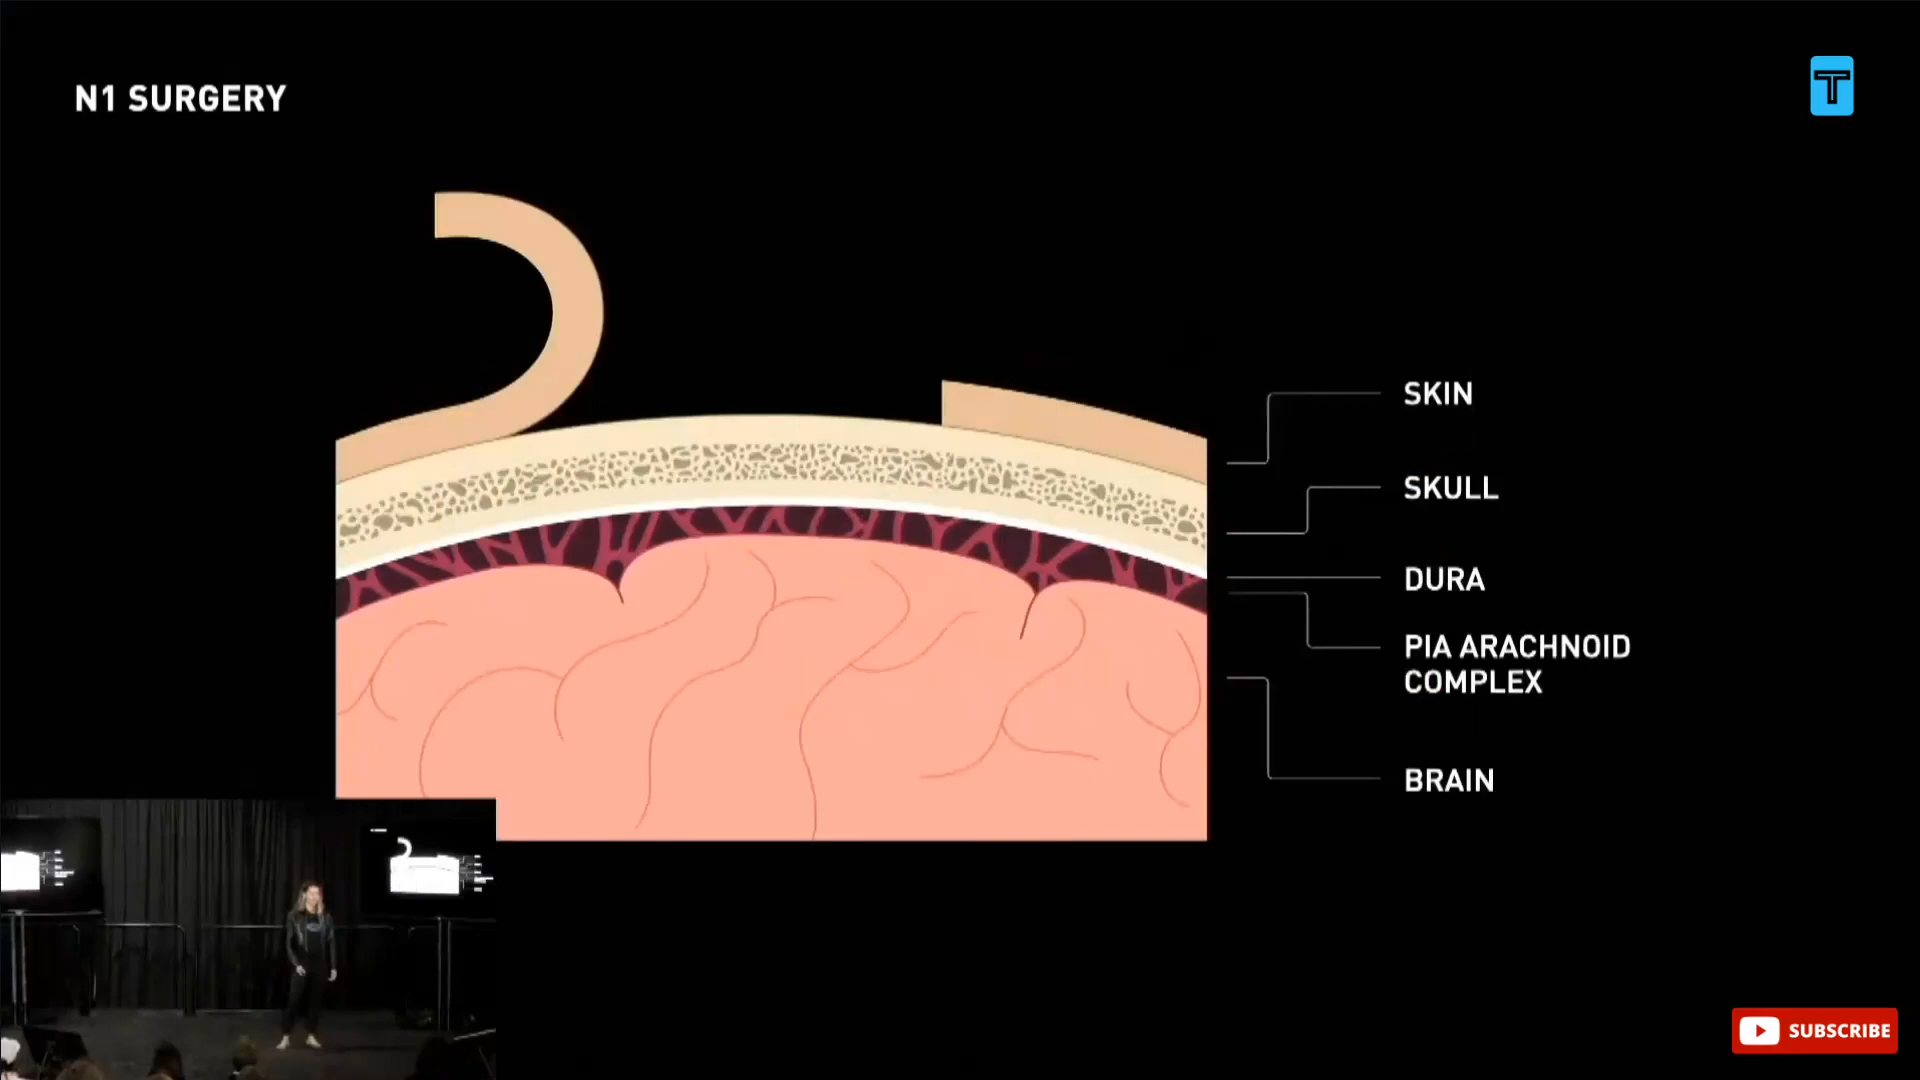 N1 SURGERY
T
SKIN
SKULL
DURA
PIA ARACHNOID
COMPLEX
BRAIN
SUBSCRIBE